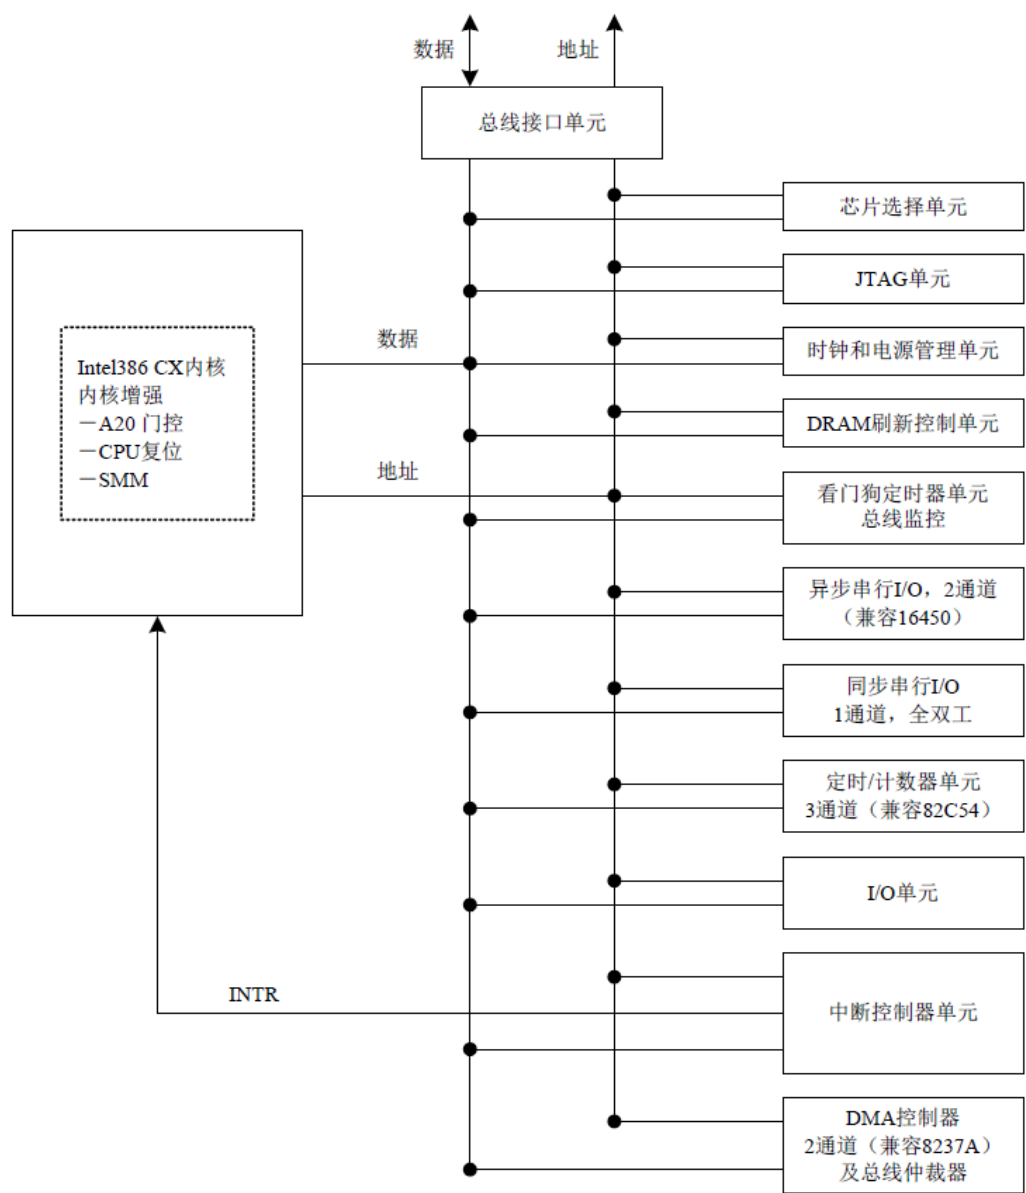 数据
地址
总线接口单元
芯片选择单元
JTAG单元
时钟和电源管理单元
DRAM刷新控制单元
看门狗定时器单元
总线监控
异步串行I/O，2通道
（兼容16450）
同步串行I/O
1通道，全双工
定时/计数器单元
3通道（兼容82C54）
I/O单元
中断控制器单元
DMA控制器
2通道（兼容8237A）
及总线仲裁器
数据
地址
Intel386 CX内核
内核增强
－A20 门控
－CPU复位
－SMM
INTR